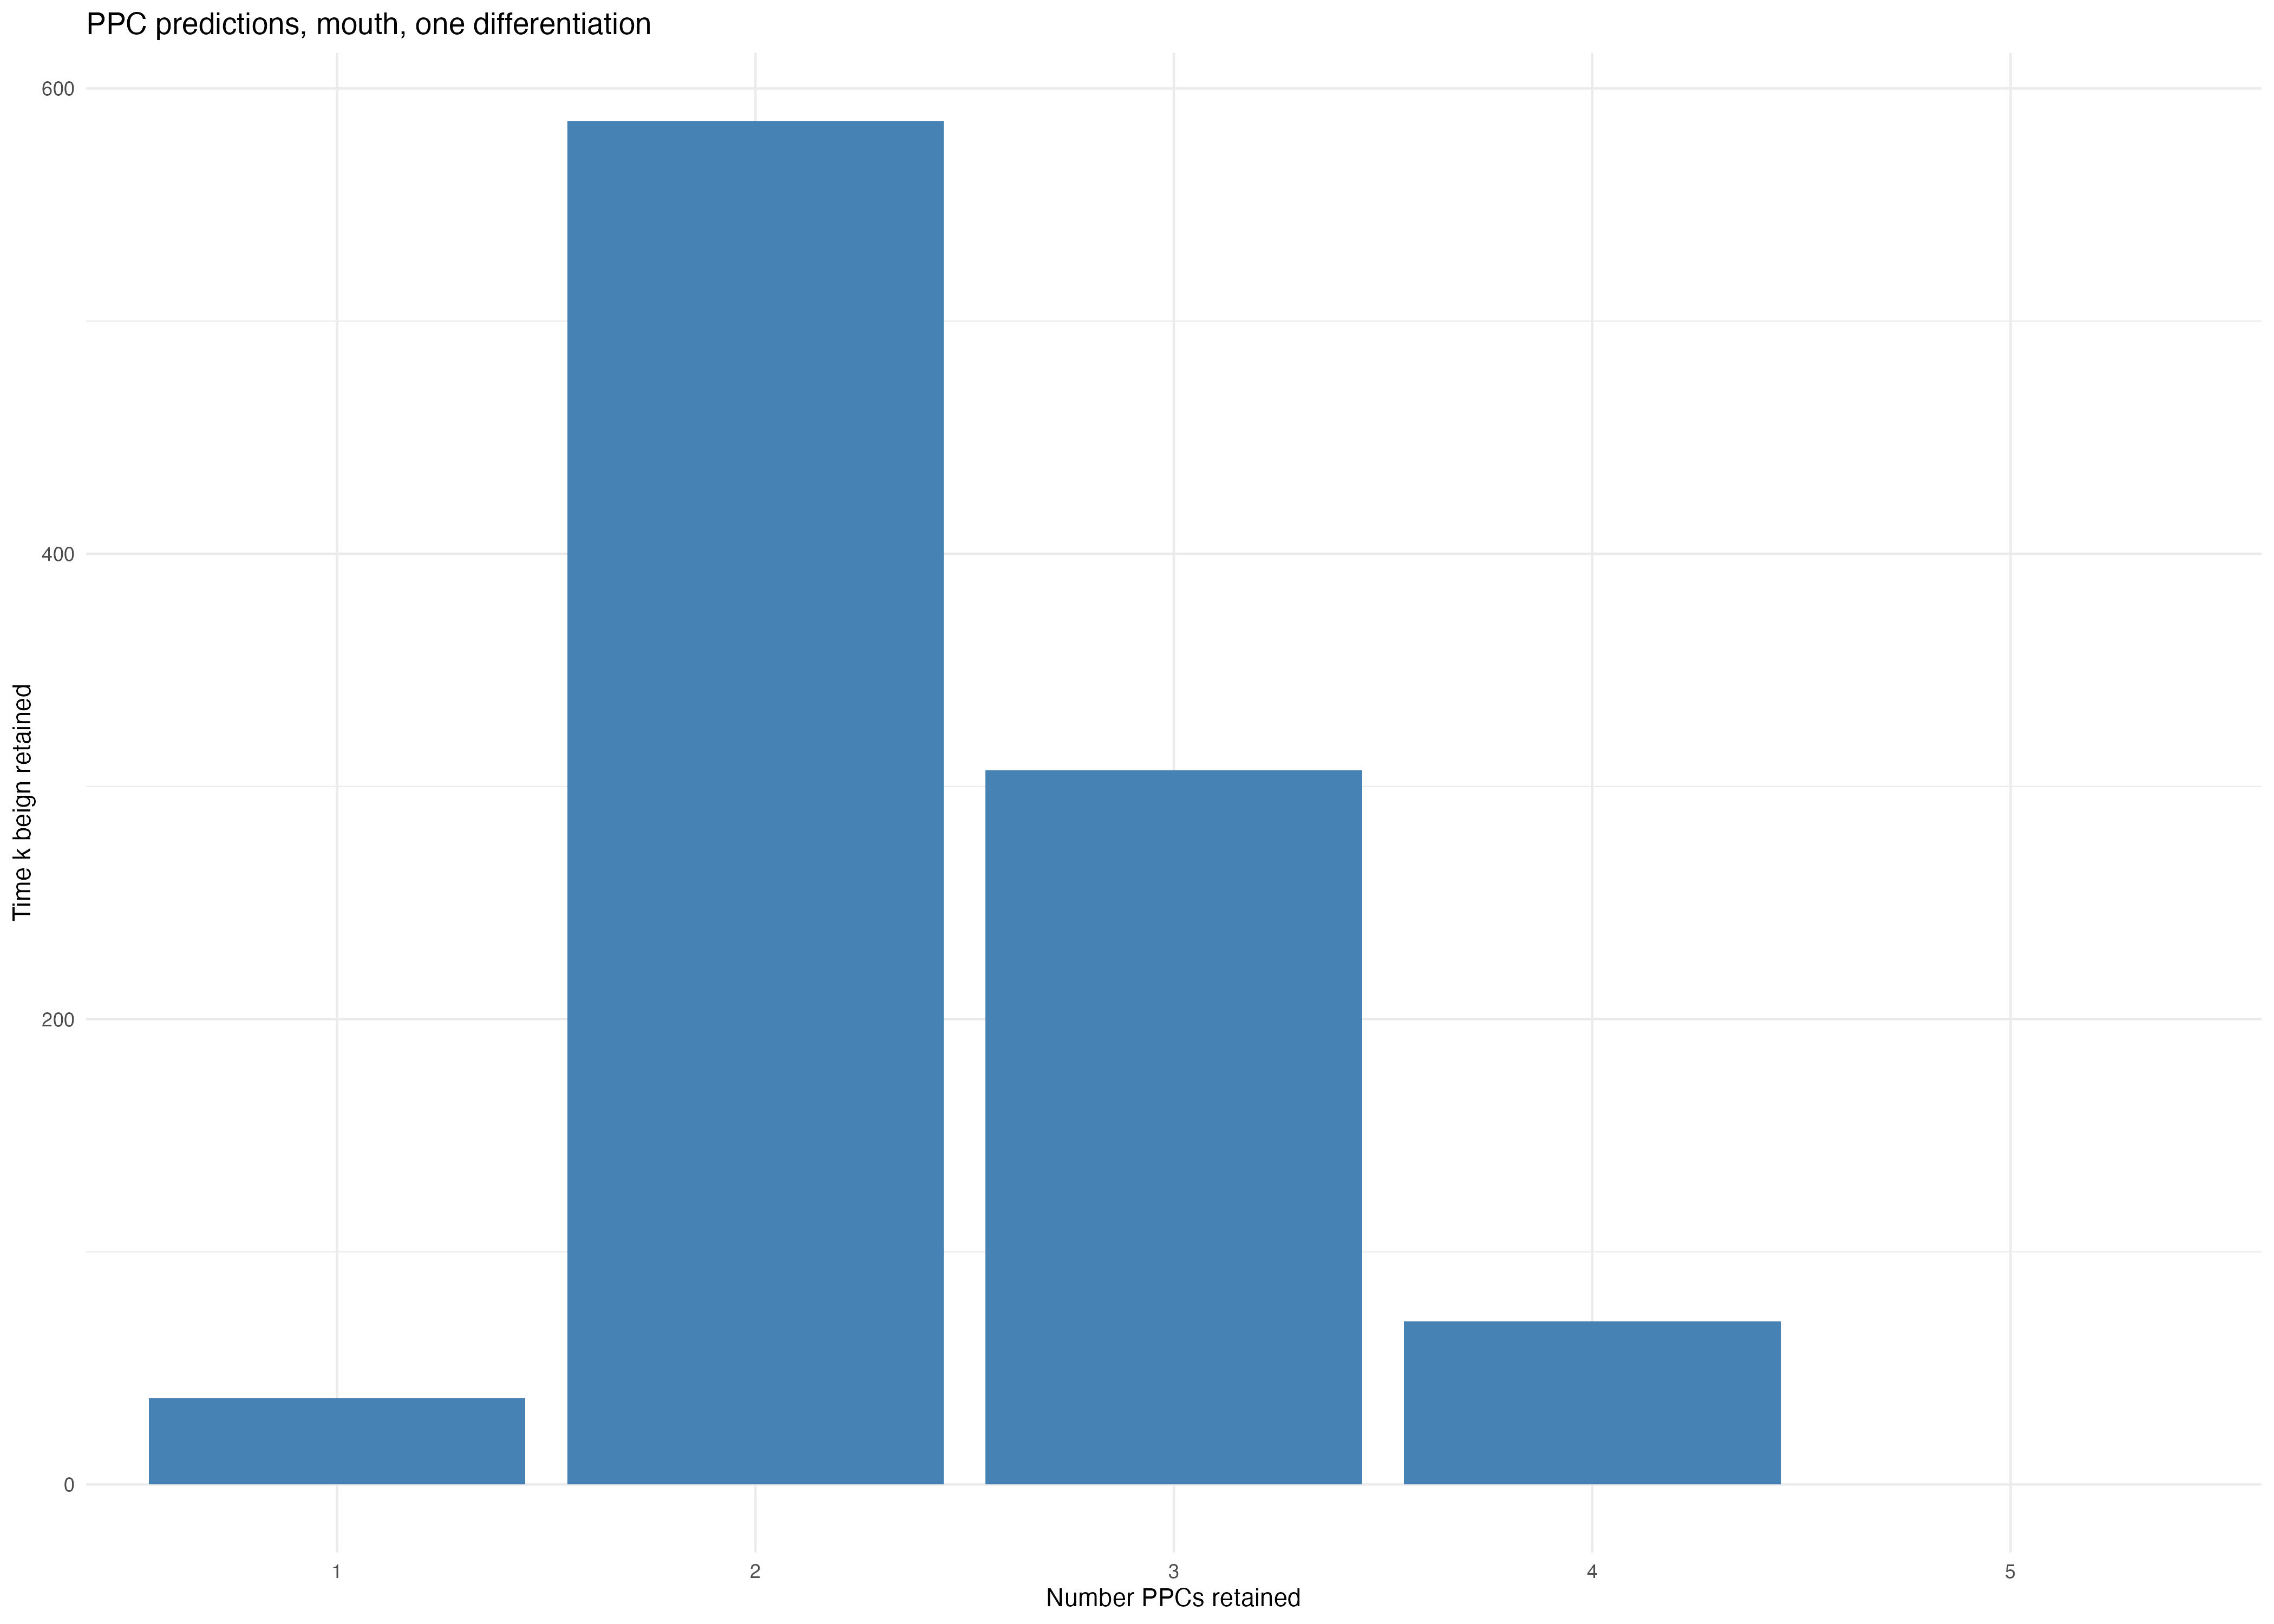 PPC predictions, mouth, one differentiation
600
400
200
0
Time k beign retained
1 2 3 4 5
Number PPCs retained